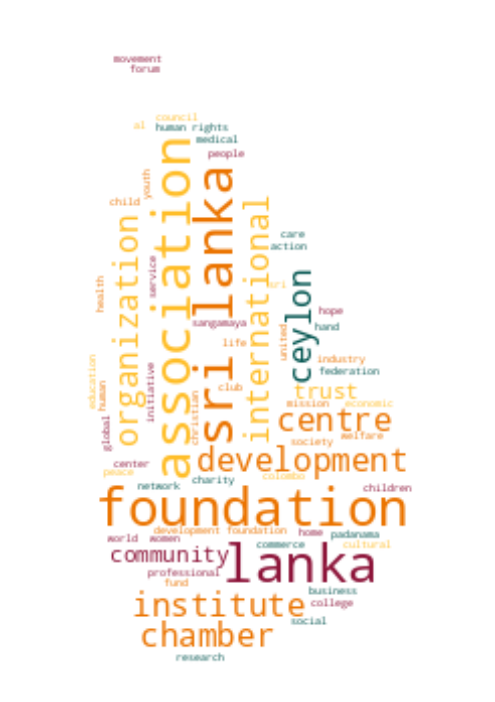 movement
forum
council
al
human rights
medical
people
association
sri lanka
youth
child
organization
international
service
health
care
action
ceylon
sri
hope
hand
sangamaya
united
life
industry
federation
education
human
initiative
club
christian
trust
mission
economic
global
centre
society
welfare
center
development
peace
network
charity
colombo
children
foundation
development foundation
home
padanama
world
women
commerce
cultural
community
lanka
professional
fund
business
institute
college
social
chamber
research